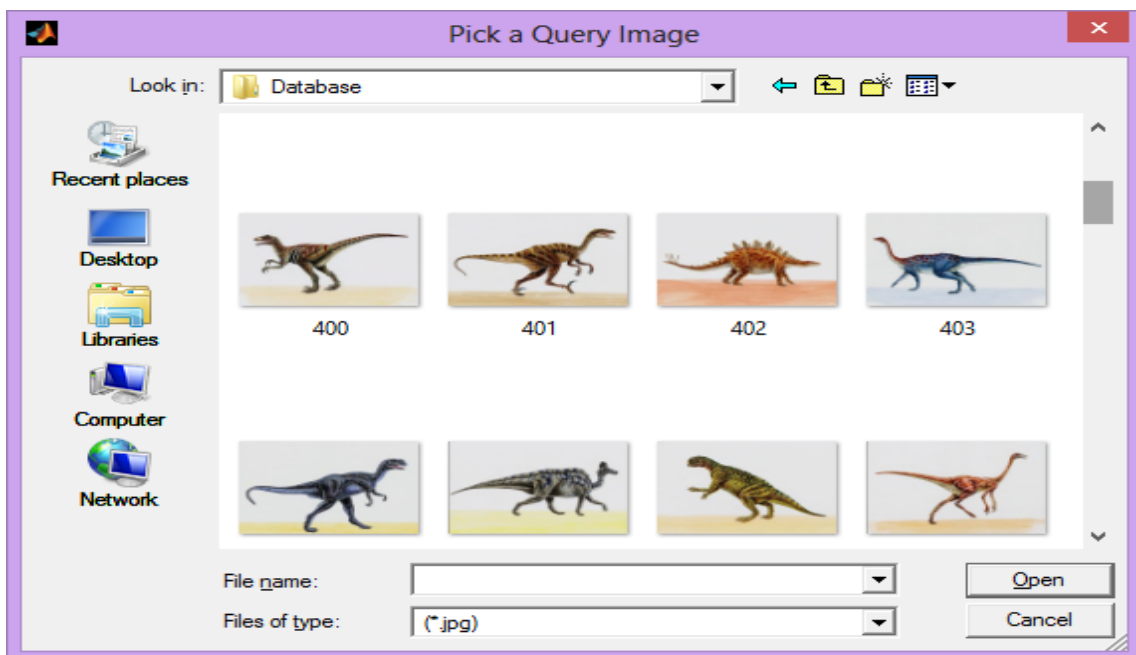 Pick a Query Image
Look in: Database
Recent places
Desktop
Libraries
Computer
Network
400 401 402 403
File name: Open
Files of type: (*.jpg) Cancel